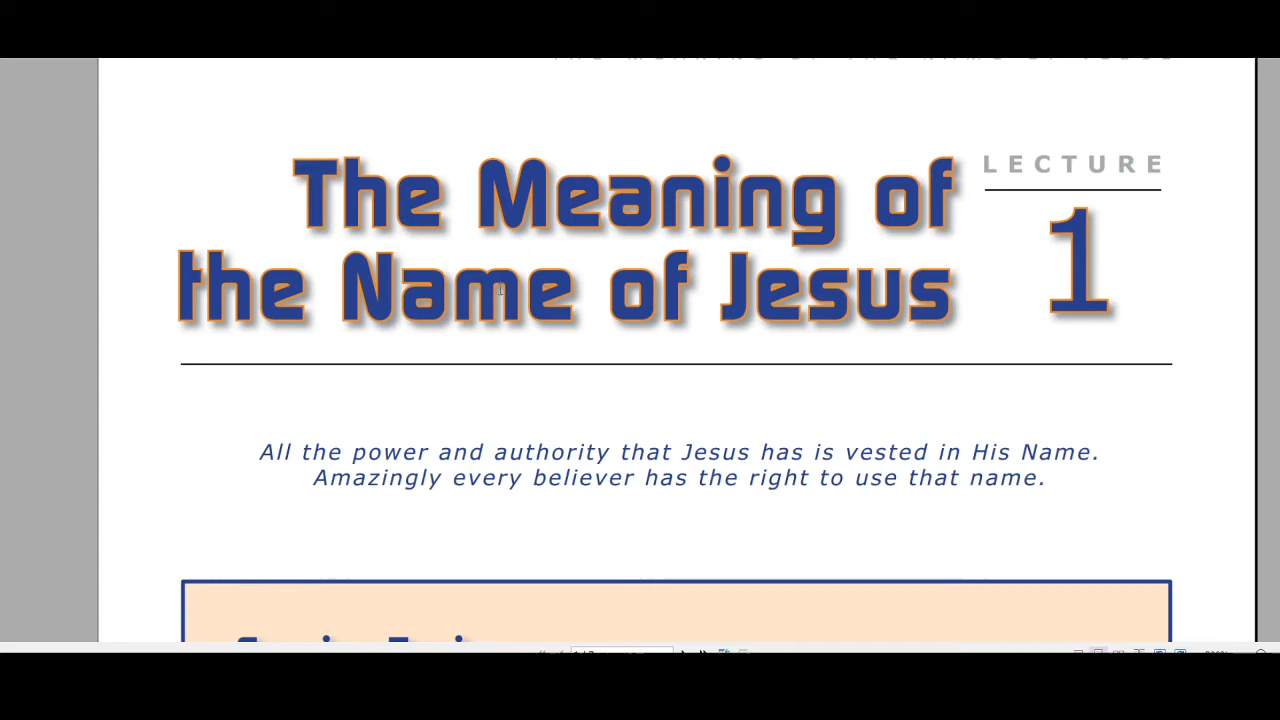 LECTURE
The Meaning of
the Name of Jesus
1
All the power and authority that Jesus has is vested in His Name.
Amazingly every believer has the right to use that name.